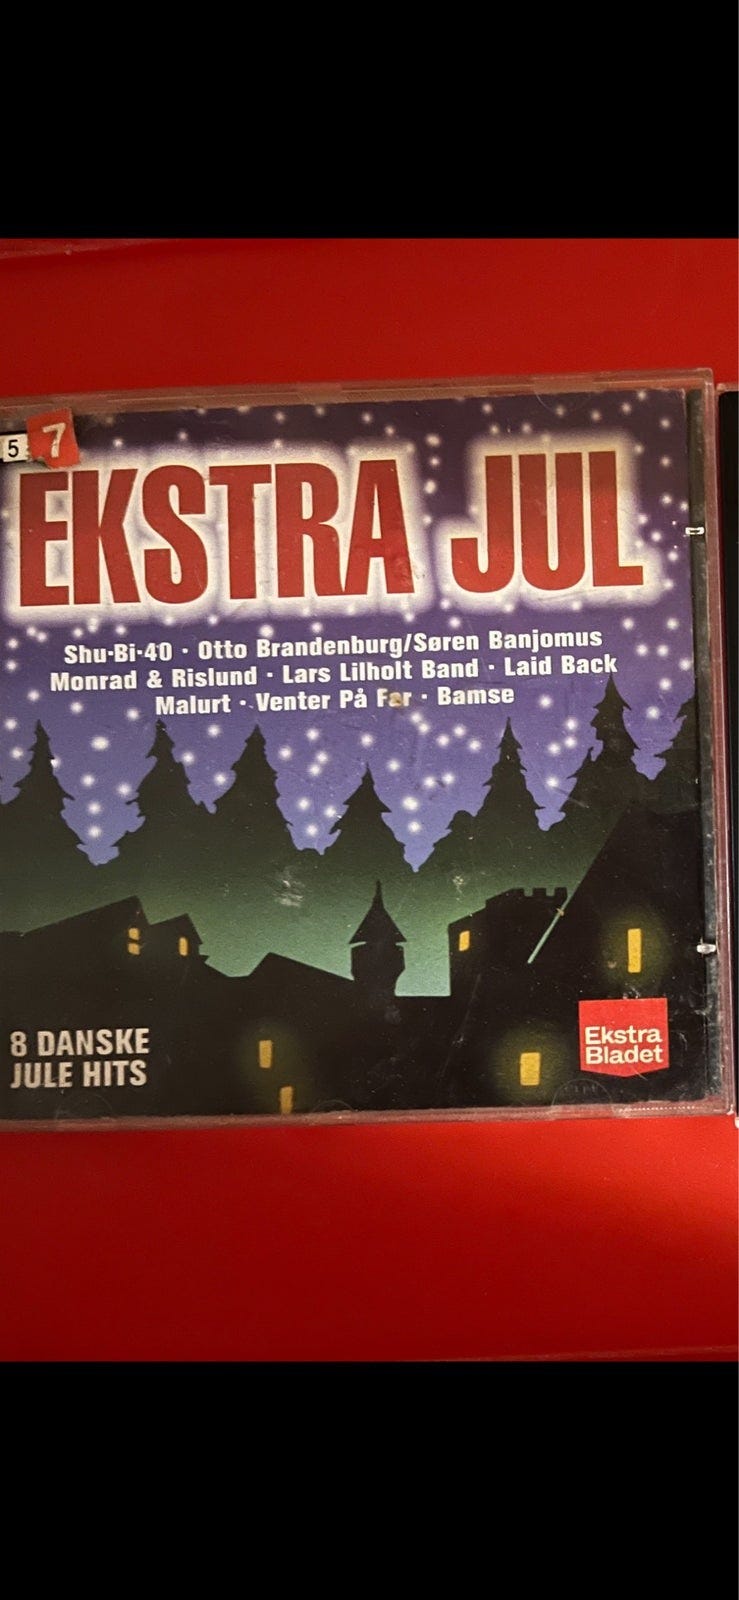 5
7
EKSTRA JUL
Shu-Bi-40 · Otto Brandenburg/Søren Banjomus
Monrad & Rislund · Lars Lilholt Band · Laid Back
Malurt · Venter På Far · Bamse
8 DANSKE
JULE HITS
Ekstra
Bladet